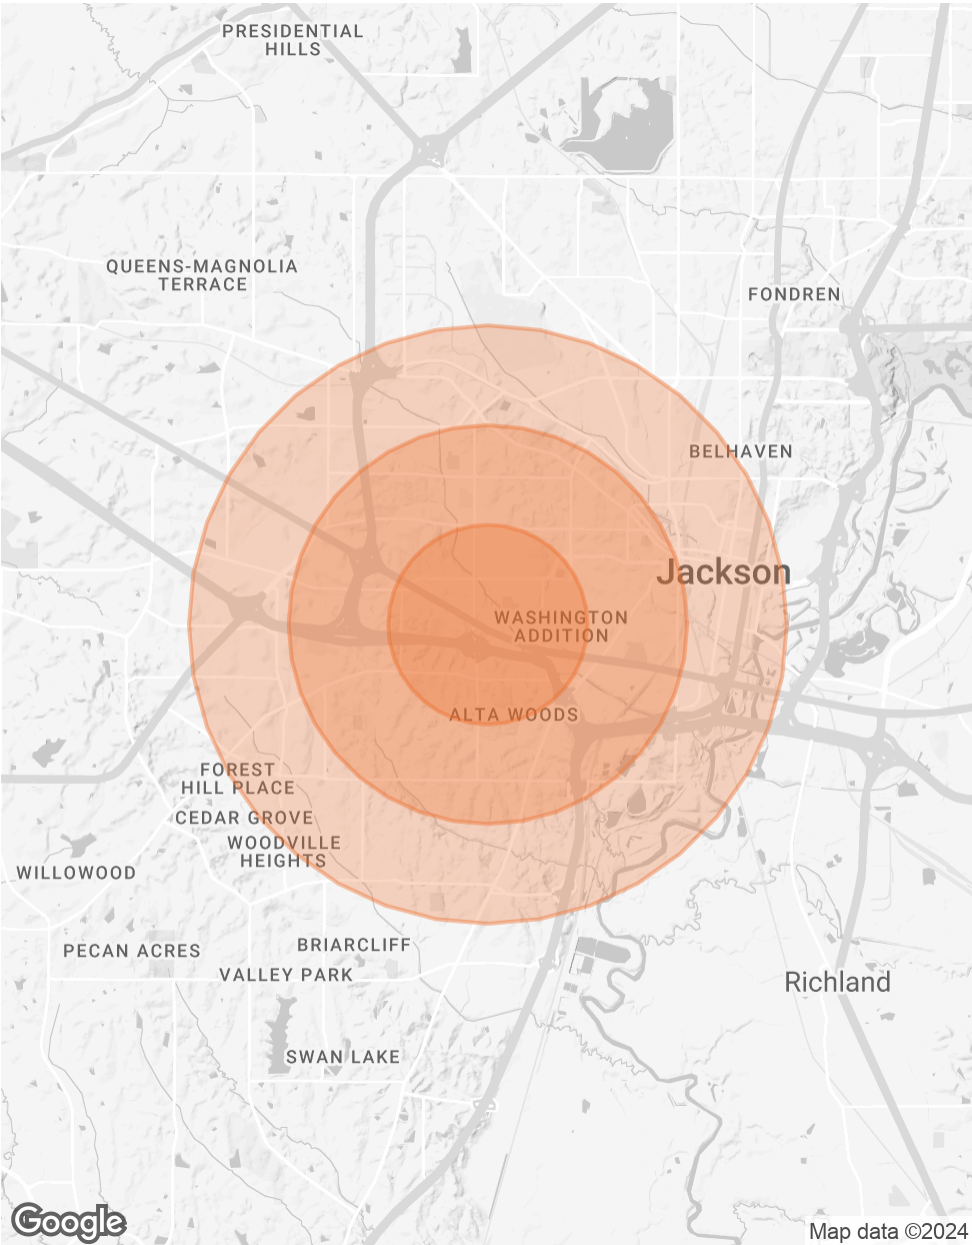 PRESIDENTIAL
HILLS
QUEENS-MAGNOLIA
TERRACE
FONDREN
BELHAVEN
Jackson
WASHINGTON
ADDITION
ALTA WOODS
FOREST
HILL PLACE
CEDAR GROVE
WOODVILLE
HEIGHTS
WILLOWOOD
PECAN ACRES
BRIARCLIFF
VALLEY PARK
Richland
SWAN LAKE
Google
Map data ©2024